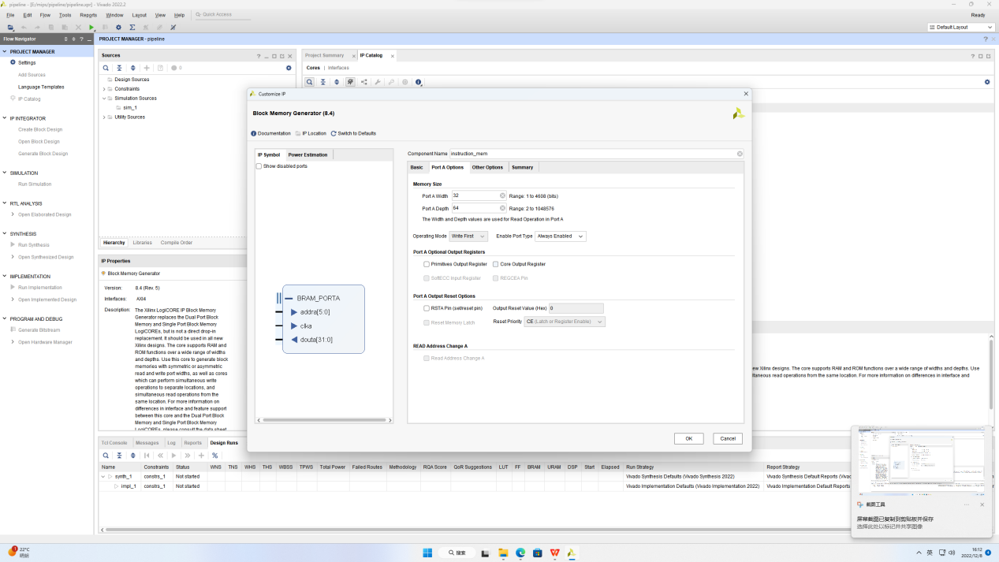 pipeline - [E:/mips/pipeline/pipeline.xpr] - Vivado 2022.2
File Edit Flow Tools Reports Window Layout View Help Quick Access
Ready
Default Layout
Flow Navigator
PROJECT MANAGER - pipeline
PROJECT MANAGER
Settings
Add Sources
Language Templates
IP Catalog
IP INTEGRATOR
Create Block Design
Open Block Design
Generate Block Design
SIMULATION
Run Simulation
RTL ANALYSIS
Open Elaborated Design
SYNTHESIS
Run Synthesis
Open Synthesized Design
IMPLEMENTATION
Run Implementation
Open Implemented Design
PROGRAM AND DEBUG
Generate Bitstream
Open Hardware Manager
Sources
0
Design Sources
Constraints
Simulation Sources
sim_1
Utility Sources
Hierarchy Libraries Compile Order
IP Properties
Block Memory Generator
Version: 8.4 (Rev. 5)
Interfaces: AXI4
Description: The Xilinx LogiCORE IP Block Memory
Generator replaces the Dual Port Block
Memory and Single Port Block Memory
LogiCOREs, but is not a direct drop-in
replacement. It should be used in all new
Xilinx designs. The core supports RAM and
ROM functions over a wide range of widths
and depths. Use this core to generate block
memories with symmetric or asymmetric
read and write port widths, as well as cores
which can perform simultaneous write
operations to separate locations, and
simultaneous read operations from the
same location. For more information on
differences in interface and feature support
between this core and the Dual Port Block
Memory and Single Port Block Memory
LogiCOREs, please consult the data sheet.
Project Summary IP Catalog
Cores | Interfaces
Customize IP
Block Memory Generator (8.4)
Documentation IP Location Switch to Defaults
IP Symbol Power Estimation
Show disabled ports
BRAM_PORTA
addra[5:0]
clka
douta[31:0]
Component Name instruction_mem
Basic Port A Options Other Options Summary
Memory Size
Port A Width 32 Range: 1 to 4608 (bits)
Port A Depth 64 Range: 2 to 1048576
The Width and Depth values are used for Read Operation in Port A
Operating Mode Write First Enable Port Type Always Enabled
Port A Optional Output Registers
Primitives Output Register Core Output Register
SoftECC Input Register REGCEA Pin
Port A Output Reset Options
RSTA Pin (set/reset pin) Output Reset Value (Hex) 0
Reset Memory Latch Reset Priority CE (Latch or Register Enable)
READ Address Change A
Read Address Change A
OK Cancel
ew Xilinx designs. The core supports RAM and ROM functions over a wide range of widths and depths. Use
ltaneous read operations from the same location. For more information on differences in interface and
Tcl Console Messages Log Reports Design Runs
Name Constraints Status WNS TNS WHS THS WBSS TPWS Total Power Failed Routes Methodology RQA Score QoR Suggestions LUT FF BRAM URAM DSP Start Elapsed Run Strategy Report Strategy
synth_1 constrs_1 Not started Vivado Synthesis Defaults (Vivado Synthesis 2022) Vivado Synthesis Default Reports (Viva
impl_1 constrs_1 Not started Vivado Implementation Defaults (Vivado Implementation 2022) Vivado Implementation Default Reports
截图工具
屏幕截图已复制到剪贴板并保存
选择此处以标记并共享图像
1
22°C
晴朗
搜索
英
16:12
2022/12/8
4